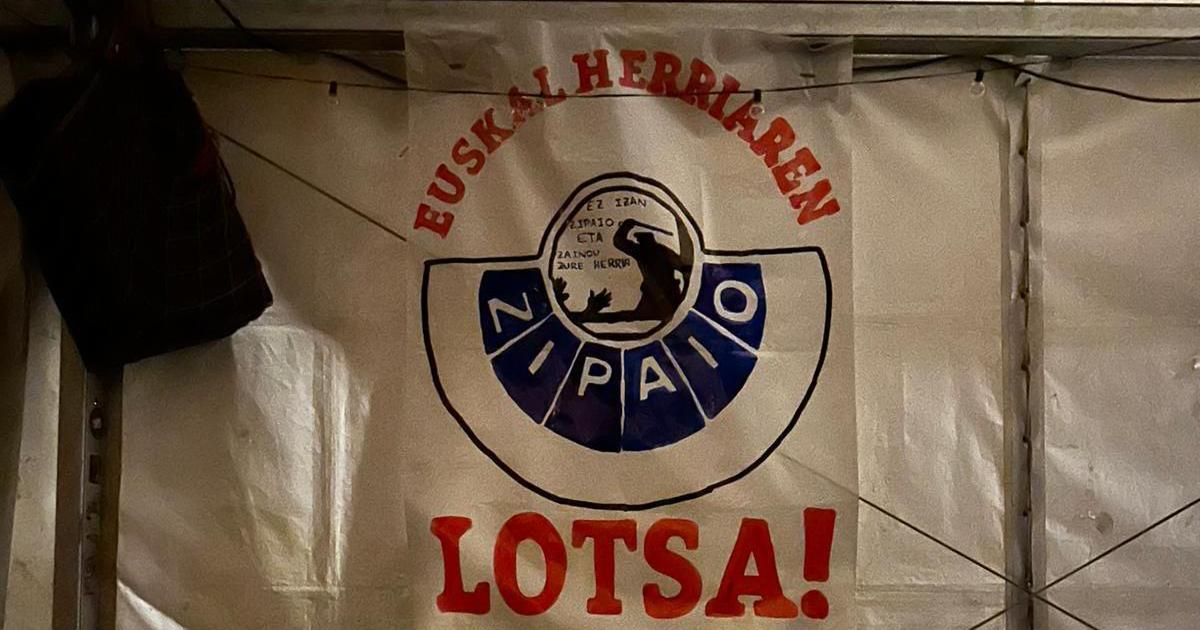 EUSKAL HERRIAREN
EZ IZAN
ZIPAIO
ETA
ZAINDU
ZURE HERRIA
ZIPAIO
LOTSA!